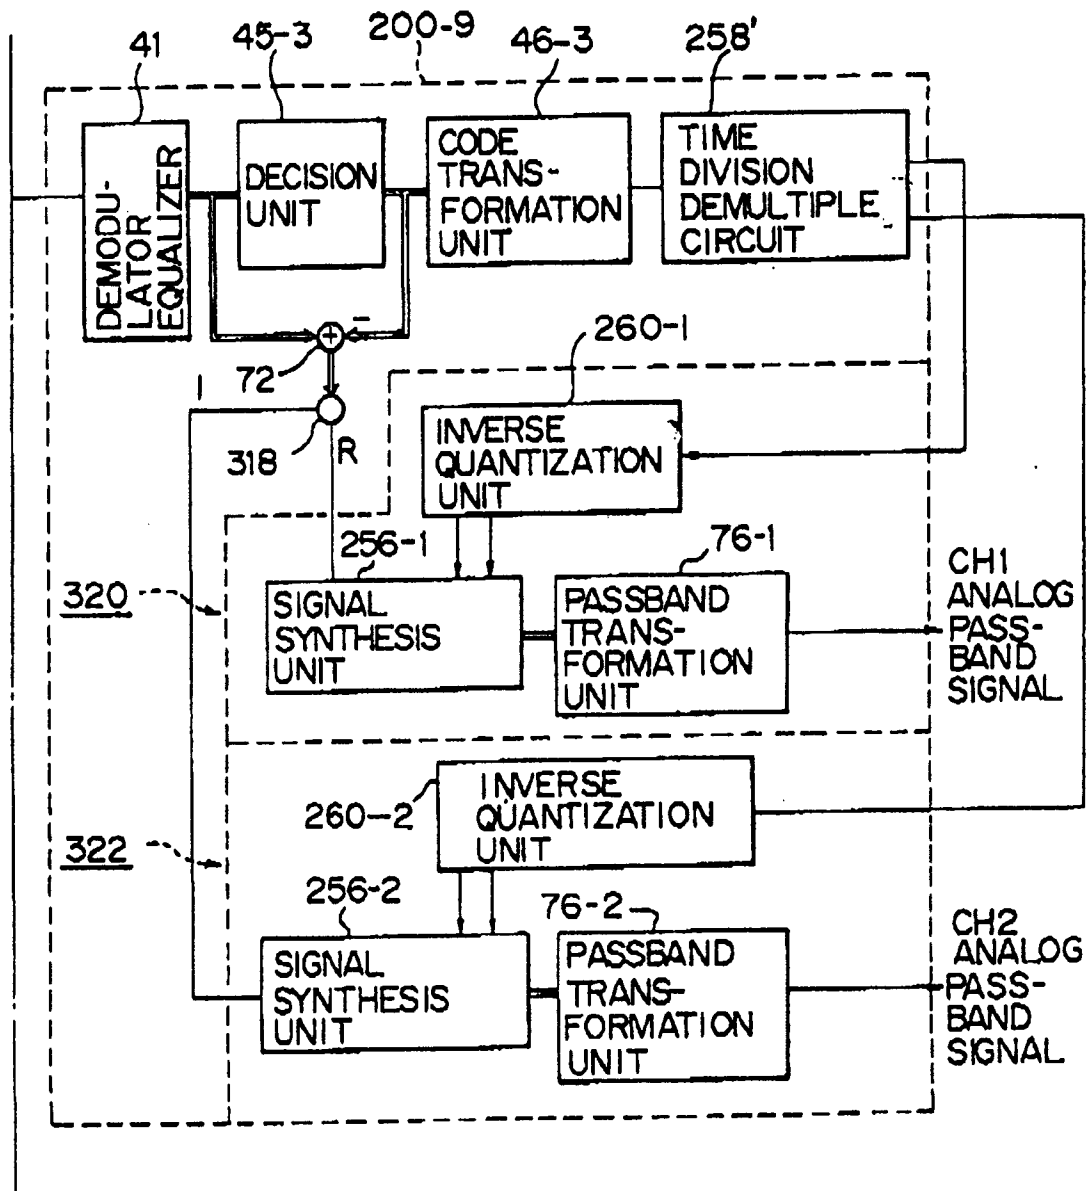 200-9
41
45-3
46-3
258'
DEMODU-
LATOR
EQUALIZER
DECISION
UNIT
CODE
TRANS-
FORMATION
UNIT
TIME
DIVISION
DEMULTIPLE
CIRCUIT
+
-
72
I
318
R
260-1
INVERSE
QUANTIZATION
UNIT
256-1
76-1
320
SIGNAL
SYNTHESIS
UNIT
PASSBAND
TRANS-
FORMATION
UNIT
CH1
ANALOG
PASS-
BAND
SIGNAL
260-2
INVERSE
QUANTIZATION
UNIT
322
256-2
76-2
SIGNAL
SYNTHESIS
UNIT
PASSBAND
TRANS-
FORMATION
UNIT
CH2
ANALOG
PASS-
BAND
SIGNAL